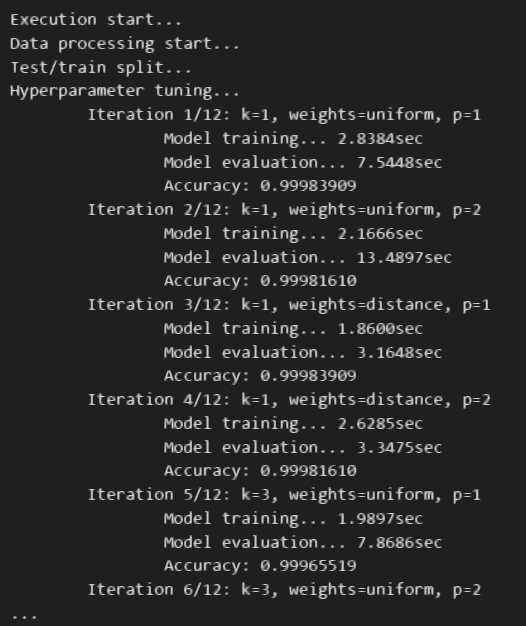 Execution start...
Data processing start...
Test/train split...
Hyperparameter tuning...
Iteration 1/12: k=1, weights=uniform, p=1
Model training... 2.8384sec
Model evaluation... 7.5448sec
Accuracy: 0.99983909
Iteration 2/12: k=1, weights=uniform, p=2
Model training... 2.1666sec
Model evaluation... 13.4897sec
Accuracy: 0.99981610
Iteration 3/12: k=1, weights=distance, p=1
Model training... 1.8600sec
Model evaluation... 3.1648sec
Accuracy: 0.99983909
Iteration 4/12: k=1, weights=distance, p=2
Model training... 2.6285sec
Model evaluation... 3.3475sec
Accuracy: 0.99981610
Iteration 5/12: k=3, weights=uniform, p=1
Model training... 1.9897sec
Model evaluation... 7.8686sec
Accuracy: 0.99965519
Iteration 6/12: k=3, weights=uniform, p=2
...